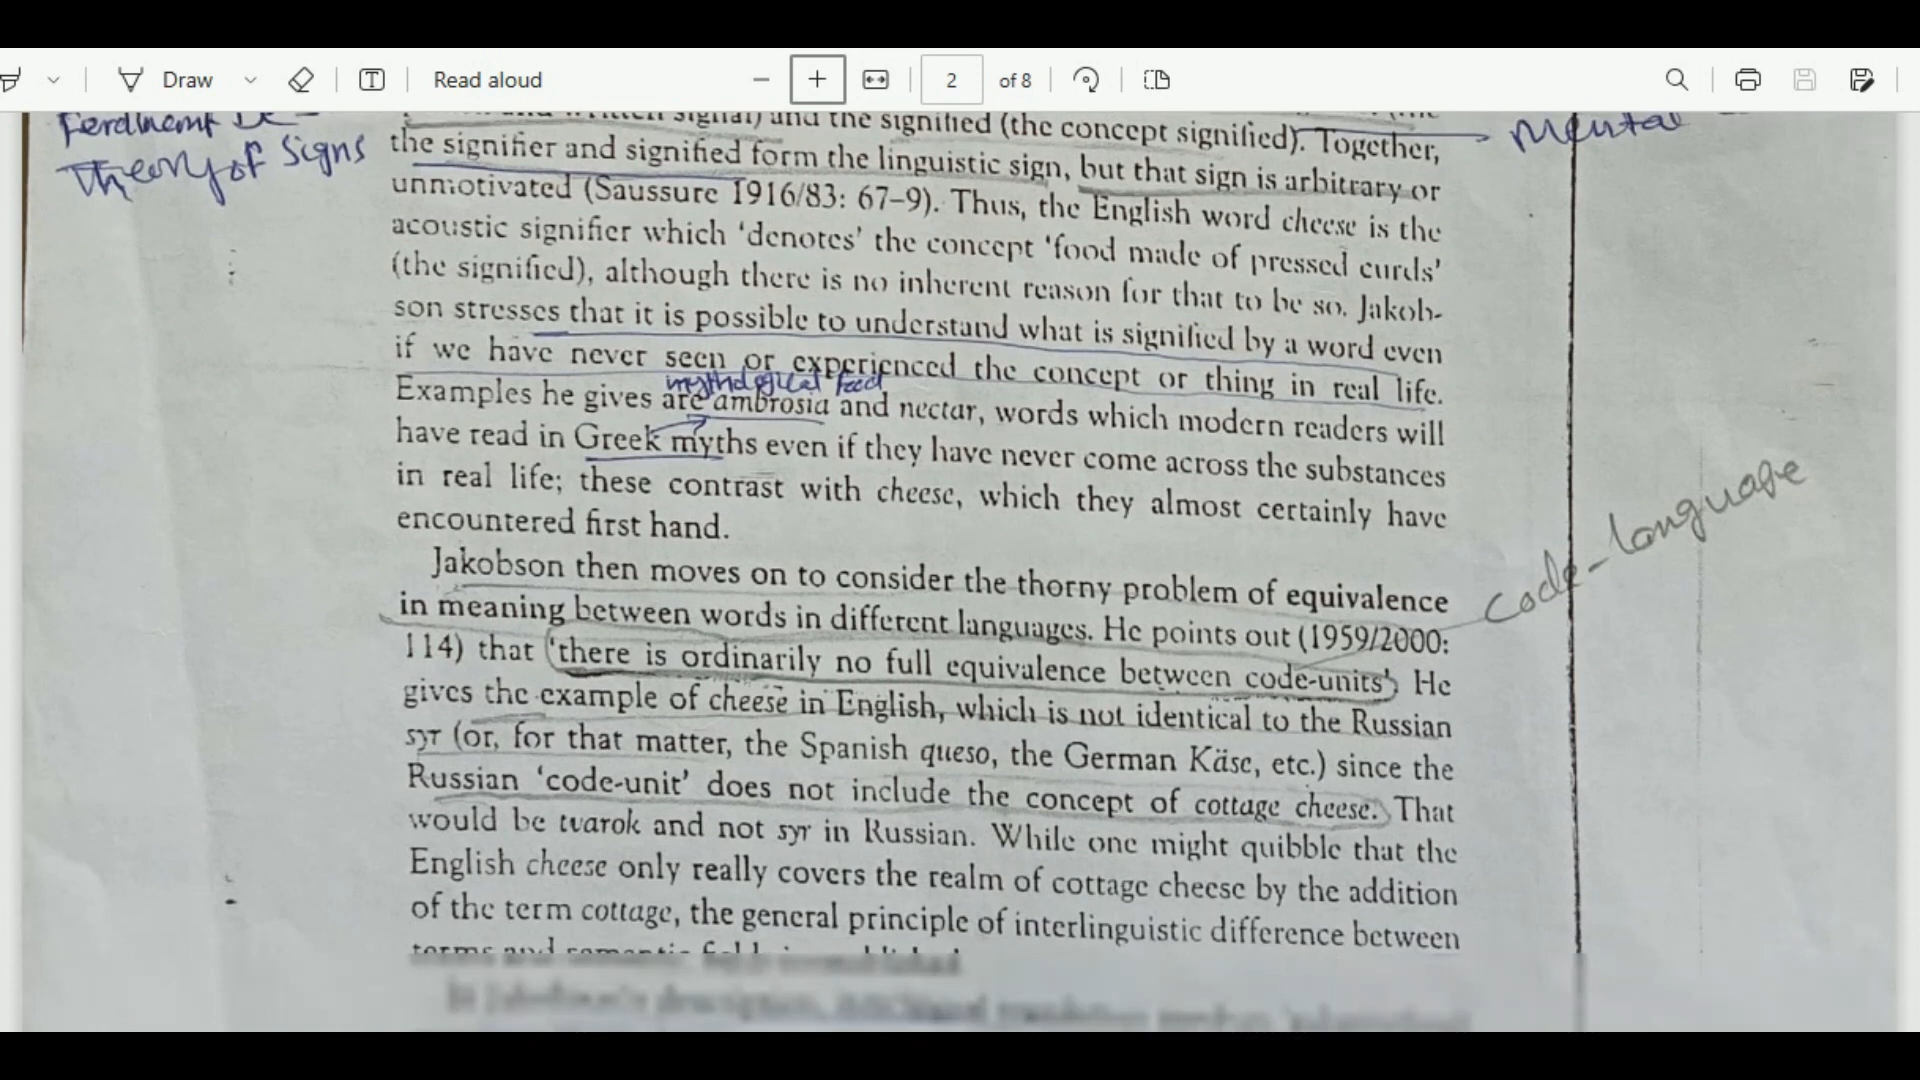 Draw
Read aloud
2
of 8
Theory of Signs
Mental
signal) and the signified (the concept signified). Together,
the signifier and signified form the linguistic sign, but that sign is arbitrary or
unmotivated (Saussure 1916/83: 67–9). Thus, the English word cheese is the
acoustic signifier which ‘denotes’ the concept ‘food made of pressed curds’
(the signified), although there is no inherent reason for that to be so. Jakob-
son stresses that it is possible to understand what is signified by a word even
if we have never seen or experienced the concept or thing in real life.
mythological food
Examples he gives are ambrosia and nectar, words which modern readers will
have read in Greek myths even if they have never come across the substances
in real life; these contrast with cheese, which they almost certainly have
encountered first hand.
Jakobson then moves on to consider the thorny problem of equivalence
code-language
in meaning between words in different languages. He points out (1959/2000:
114) that ‘there is ordinarily no full equivalence between code-units’. He
gives the example of cheese in English, which is not identical to the Russian
syr (or, for that matter, the Spanish queso, the German Käse, etc.) since the
Russian ‘code-unit’ does not include the concept of cottage cheese. That
would be tvarok and not syr in Russian. While one might quibble that the
English cheese only really covers the realm of cottage cheese by the addition
of the term cottage, the general principle of interlinguistic difference between